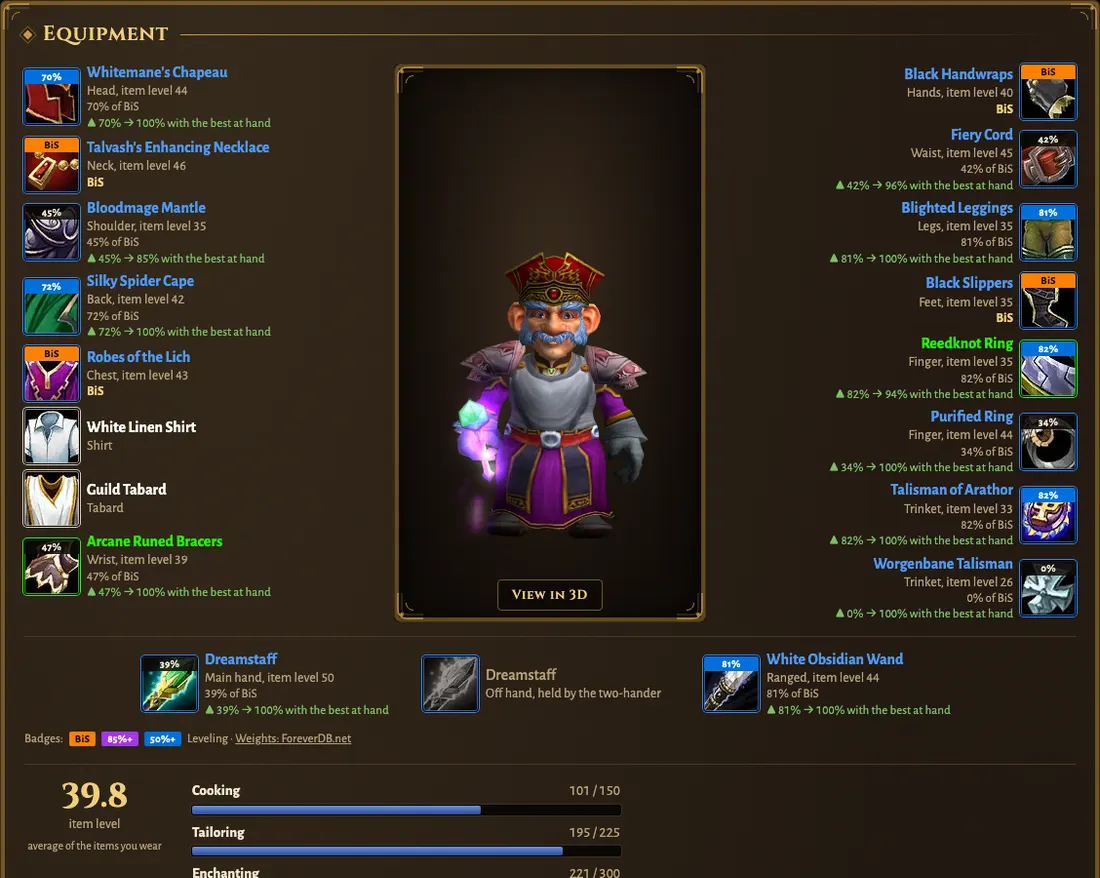 Equipment
70%
Whitemane's Chapeau
Head, item level 44
70% of BiS
▲ 70% → 100% with the best at hand
BiS
Talvash's Enhancing Necklace
Neck, item level 46
BiS
45%
Bloodmage Mantle
Shoulder, item level 35
45% of BiS
▲ 45% → 85% with the best at hand
72%
Silky Spider Cape
Back, item level 42
72% of BiS
▲ 72% → 100% with the best at hand
BiS
Robes of the Lich
Chest, item level 43
BiS
White Linen Shirt
Shirt
Guild Tabard
Tabard
47%
Arcane Runed Bracers
Wrist, item level 39
47% of BiS
▲ 47% → 100% with the best at hand
View in 3D
BiS
Black Handwraps
Hands, item level 40
BiS
42%
Fiery Cord
Waist, item level 45
42% of BiS
▲ 42% → 96% with the best at hand
81%
Blighted Leggings
Legs, item level 35
81% of BiS
▲ 81% → 100% with the best at hand
BiS
Black Slippers
Feet, item level 35
BiS
82%
Reedknot Ring
Finger, item level 35
82% of BiS
▲ 82% → 94% with the best at hand
34%
Purified Ring
Finger, item level 44
34% of BiS
▲ 34% → 100% with the best at hand
82%
Talisman of Arathor
Trinket, item level 33
82% of BiS
▲ 82% → 100% with the best at hand
0%
Worgenbane Talisman
Trinket, item level 26
0% of BiS
▲ 0% → 100% with the best at hand
39%
Dreamstaff
Main hand, item level 50
39% of BiS
▲ 39% → 100% with the best at hand
Dreamstaff
Off hand, held by the two-hander
81%
White Obsidian Wand
Ranged, item level 44
81% of BiS
▲ 81% → 100% with the best at hand
Badges: BiS 85%+ 50%+ Leveling · Weights: ForeverDB.net
39.8
item level
average of the items you wear
Cooking 101 / 150
Tailoring 195 / 225
Enchanting 221 / 300